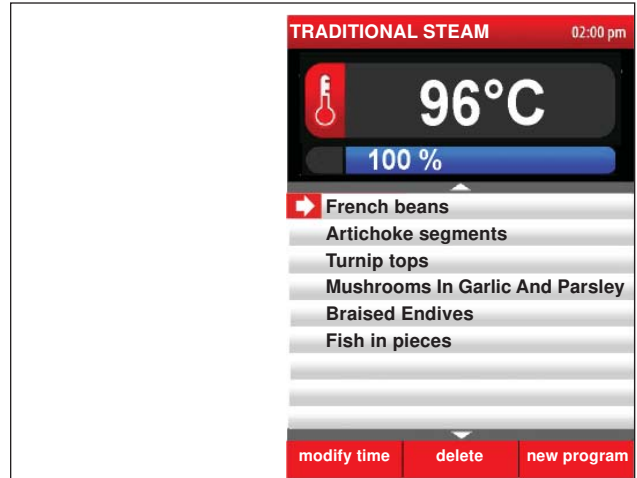 TRADITIONAL STEAM 02:00 pm
96°C
100 %
French beans
Artichoke segments
Turnip tops
Mushrooms In Garlic And Parsley
Braised Endives
Fish in pieces
modify time delete new program